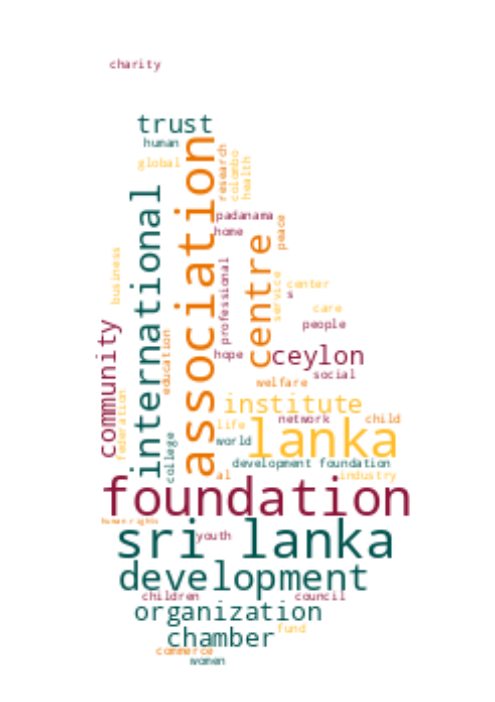 charity
trust
human
global
association
research
colombo
health
international
padanama
home
peace
centre
business
professional
service
center
s
care
people
community
education
hope
ceylon
social
welfare
federation
institute
network
child
life
world
lanka
college
development foundation
al
industry
foundation
human rights
sri lanka
youth
development
children
council
organization
chamber
fund
commerce
women